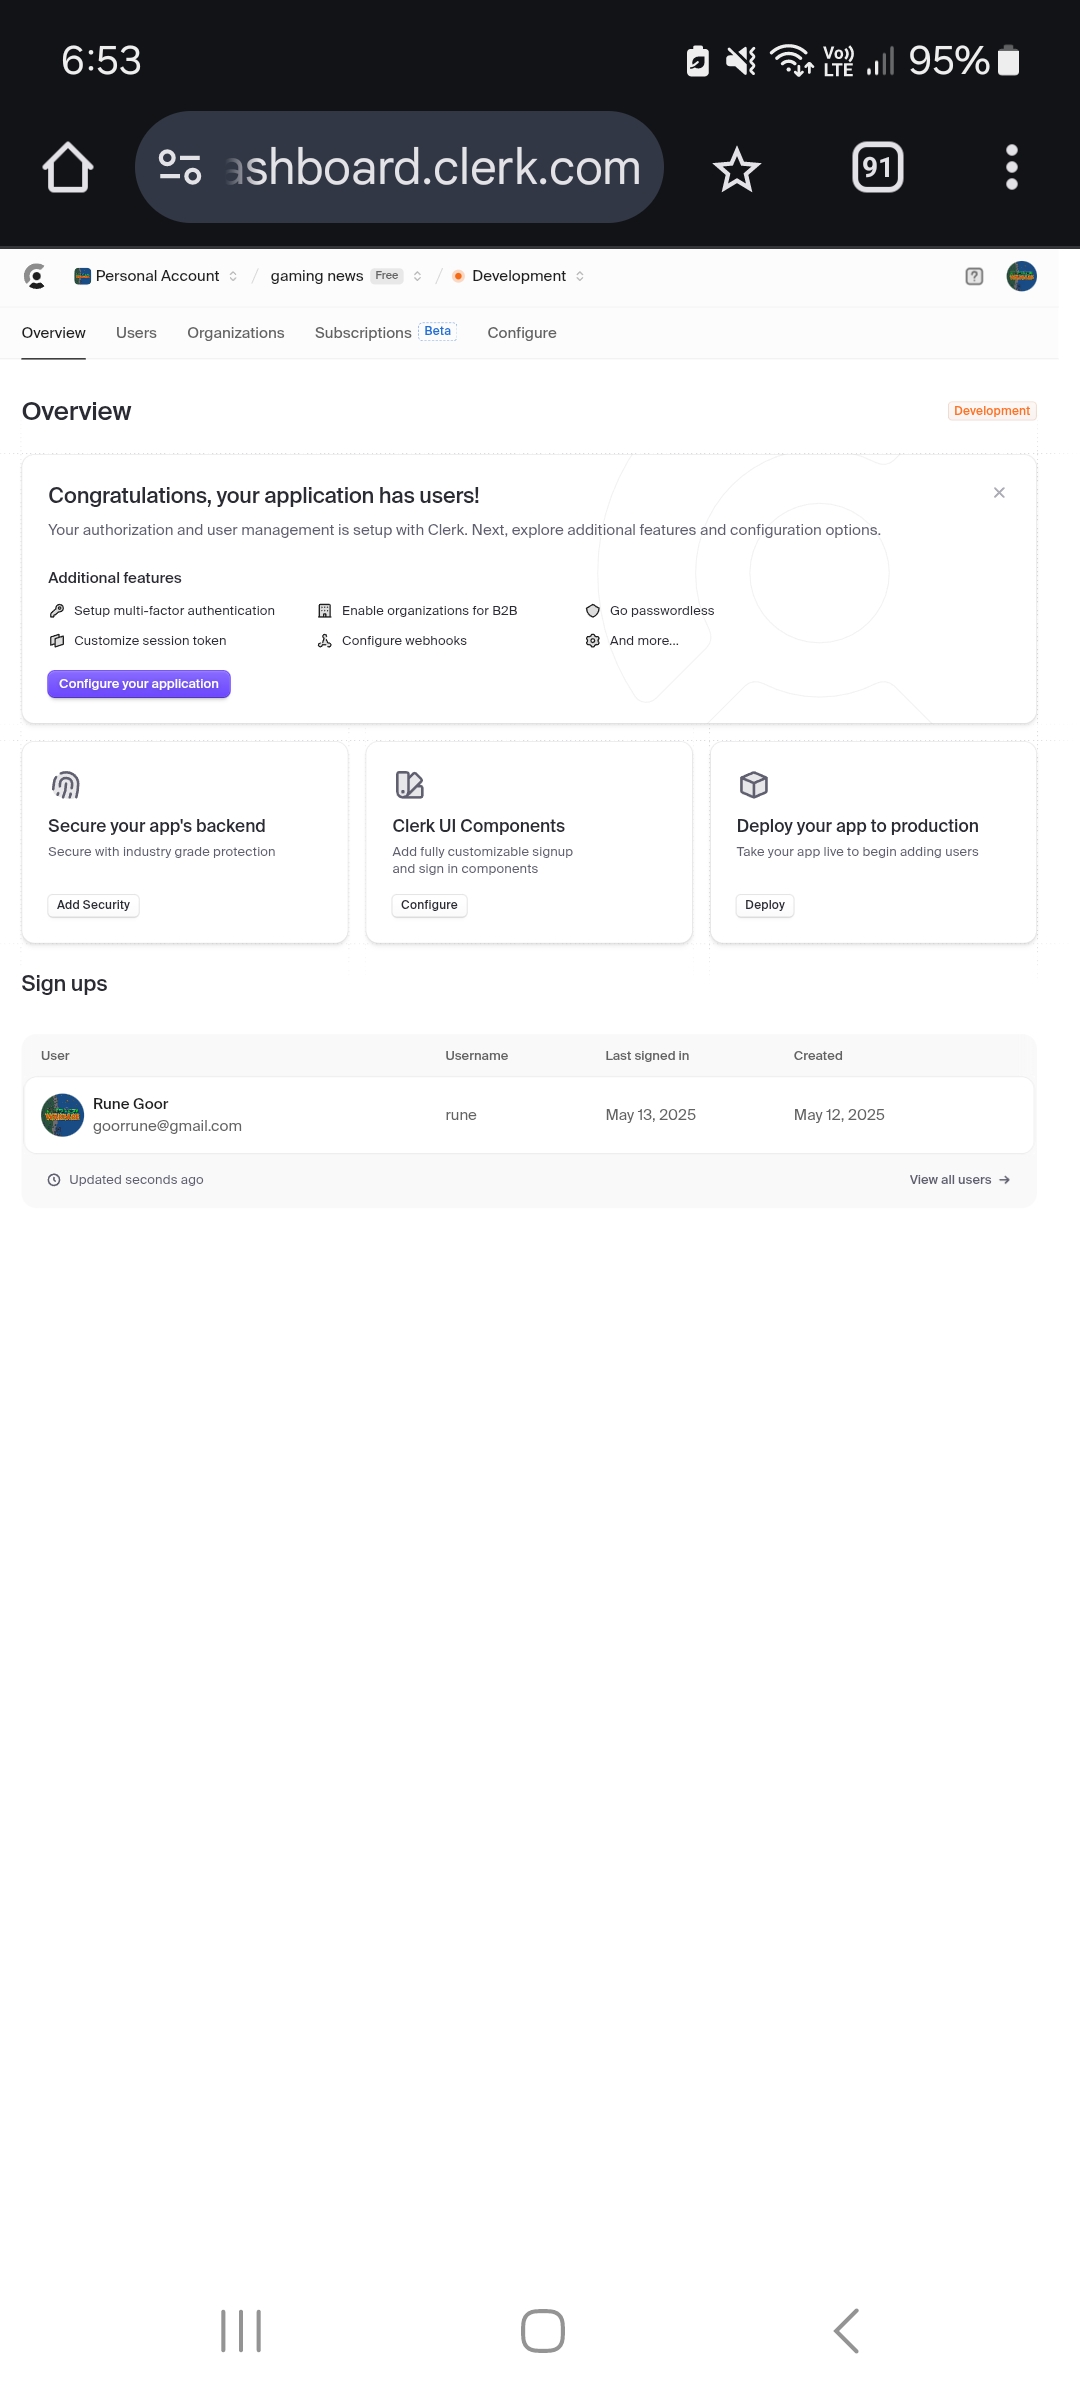 6:53
Vo))
LTE
95%
ashboard.clerk.com
91
Personal Account / gaming news Free / Development
Overview Users Organizations Subscriptions Beta Configure
Overview
Development
Congratulations, your application has users!
Your authorization and user management is setup with Clerk. Next, explore additional features and configuration options.
Additional features
Setup multi-factor authentication Enable organizations for B2B Go passwordless
Customize session token Configure webhooks And more...
Configure your application
Secure your app's backend
Secure with industry grade protection
Add Security
Clerk UI Components
Add fully customizable signup
and sign in components
Configure
Deploy your app to production
Take your app live to begin adding users
Deploy
Sign ups
User Username Last signed in Created
Rune Goor
goorrune@gmail.com
rune May 13, 2025 May 12, 2025
Updated seconds ago
View all users →